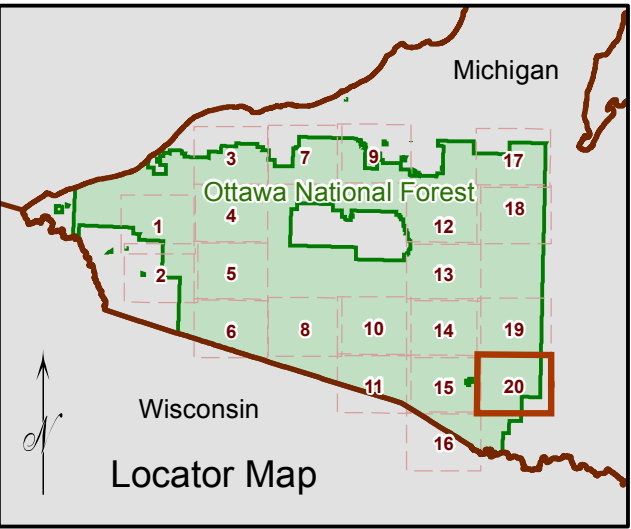 Michigan
3 7 9 17
Ottawa National Forest
4 18
1 12
2 5 13
6 8 10 14 19
11 15 20
Wisconsin
16
N
Locator Map